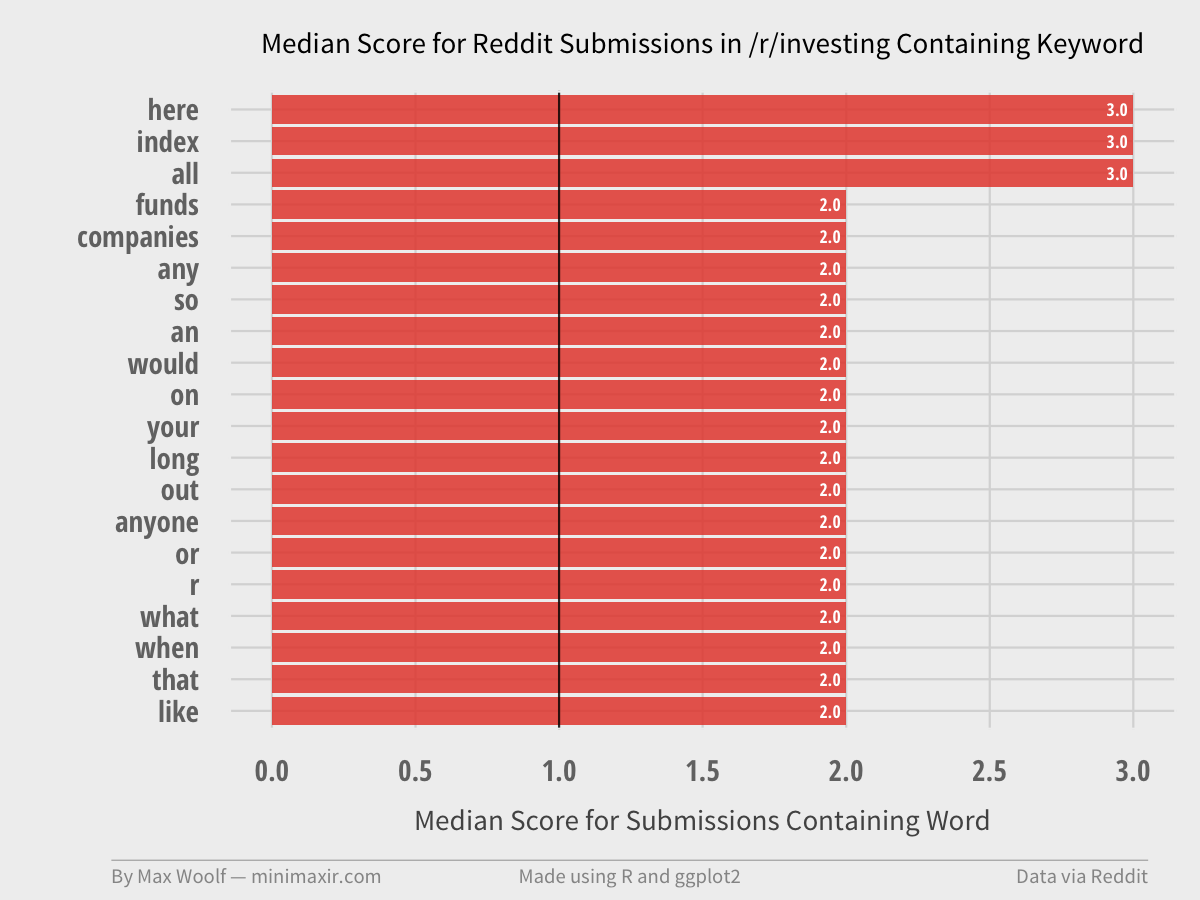 Median Score for Reddit Submissions in /r/investing Containing Keyword
here 3.0
index 3.0
all 3.0
funds 2.0
companies 2.0
any 2.0
so 2.0
an 2.0
would 2.0
on 2.0
your 2.0
long 2.0
out 2.0
anyone 2.0
or 2.0
r 2.0
what 2.0
when 2.0
that 2.0
like 2.0
0.0 0.5 1.0 1.5 2.0 2.5 3.0
Median Score for Submissions Containing Word
By Max Woolf — minimaxir.com Made using R and ggplot2 Data via Reddit